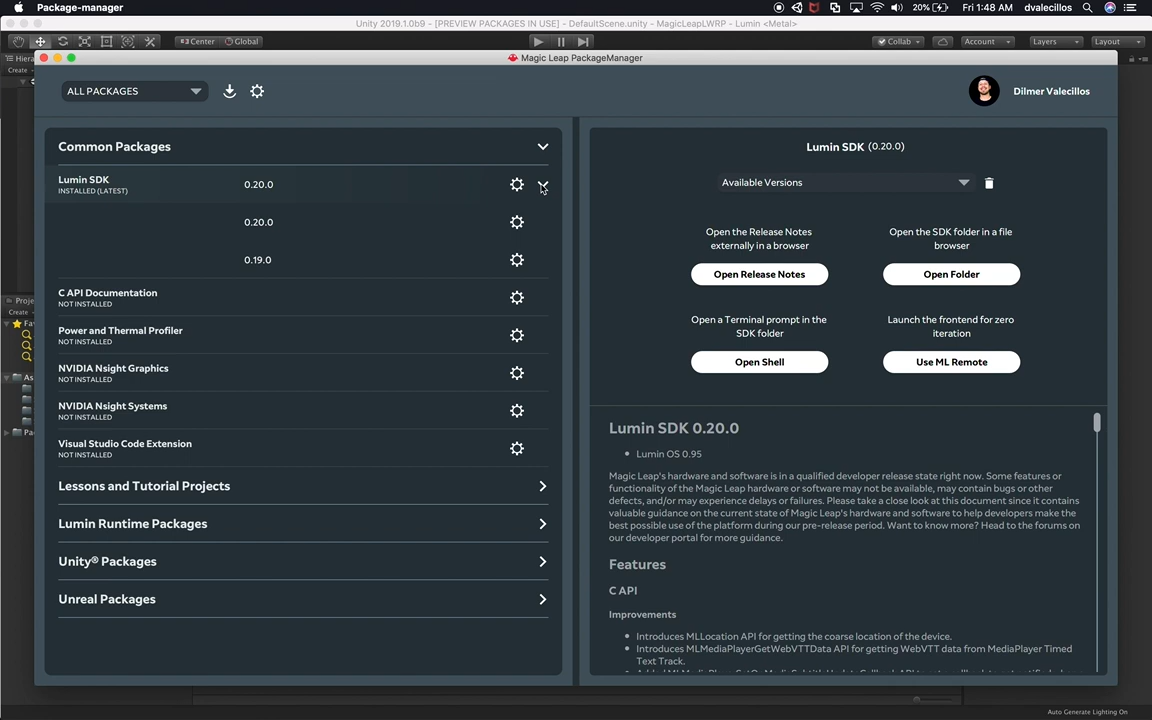 Package-manager
20%
Fri 1:48 AM
dvalecillos
Unity 2019.1.0b9 - [PREVIEW PACKAGES IN USE] - DefaultScene.unity - MagicLeapLWRP - Lumin <Metal>
Center
Global
Collab
Account
Layers
Layout
Hiera
Create
Magic Leap PackageManager
ALL PACKAGES
Dilmer Valecillos
Common Packages
Lumin SDK
INSTALLED (LATEST)
0.20.0
0.20.0
0.19.0
C API Documentation
NOT INSTALLED
Power and Thermal Profiler
NOT INSTALLED
NVIDIA Nsight Graphics
NOT INSTALLED
NVIDIA Nsight Systems
NOT INSTALLED
Visual Studio Code Extension
NOT INSTALLED
Lessons and Tutorial Projects
Lumin Runtime Packages
Unity® Packages
Unreal Packages
Proje
Create
Fav
As
Pac
Lumin SDK (0.20.0)
Available Versions
Open the Release Notes
externally in a browser
Open Release Notes
Open the SDK folder in a file
browser
Open Folder
Open a Terminal prompt in the
SDK folder
Open Shell
Launch the frontend for zero
iteration
Use ML Remote
Lumin SDK 0.20.0
Lumin OS 0.95
Magic Leap's hardware and software is in a qualified developer release state right now. Some features or
functionality of the Magic Leap hardware or software may not be available, may contain bugs or other
defects, and/or may experience delays or failures. Please take a close look at this document since it contains
valuable guidance on the current state of Magic Leap's hardware and software to help developers make the
best possible use of the platform during our pre-release period. Want to know more? Head to the forums on
our developer portal for more guidance.
Features
C API
Improvements
Introduces MLLocation API for getting the coarse location of the device.
Introduces MLMediaPlayerGetWebVTTData API for getting WebVTT data from MediaPlayer Timed
Text Track.
Auto Generate Lighting On